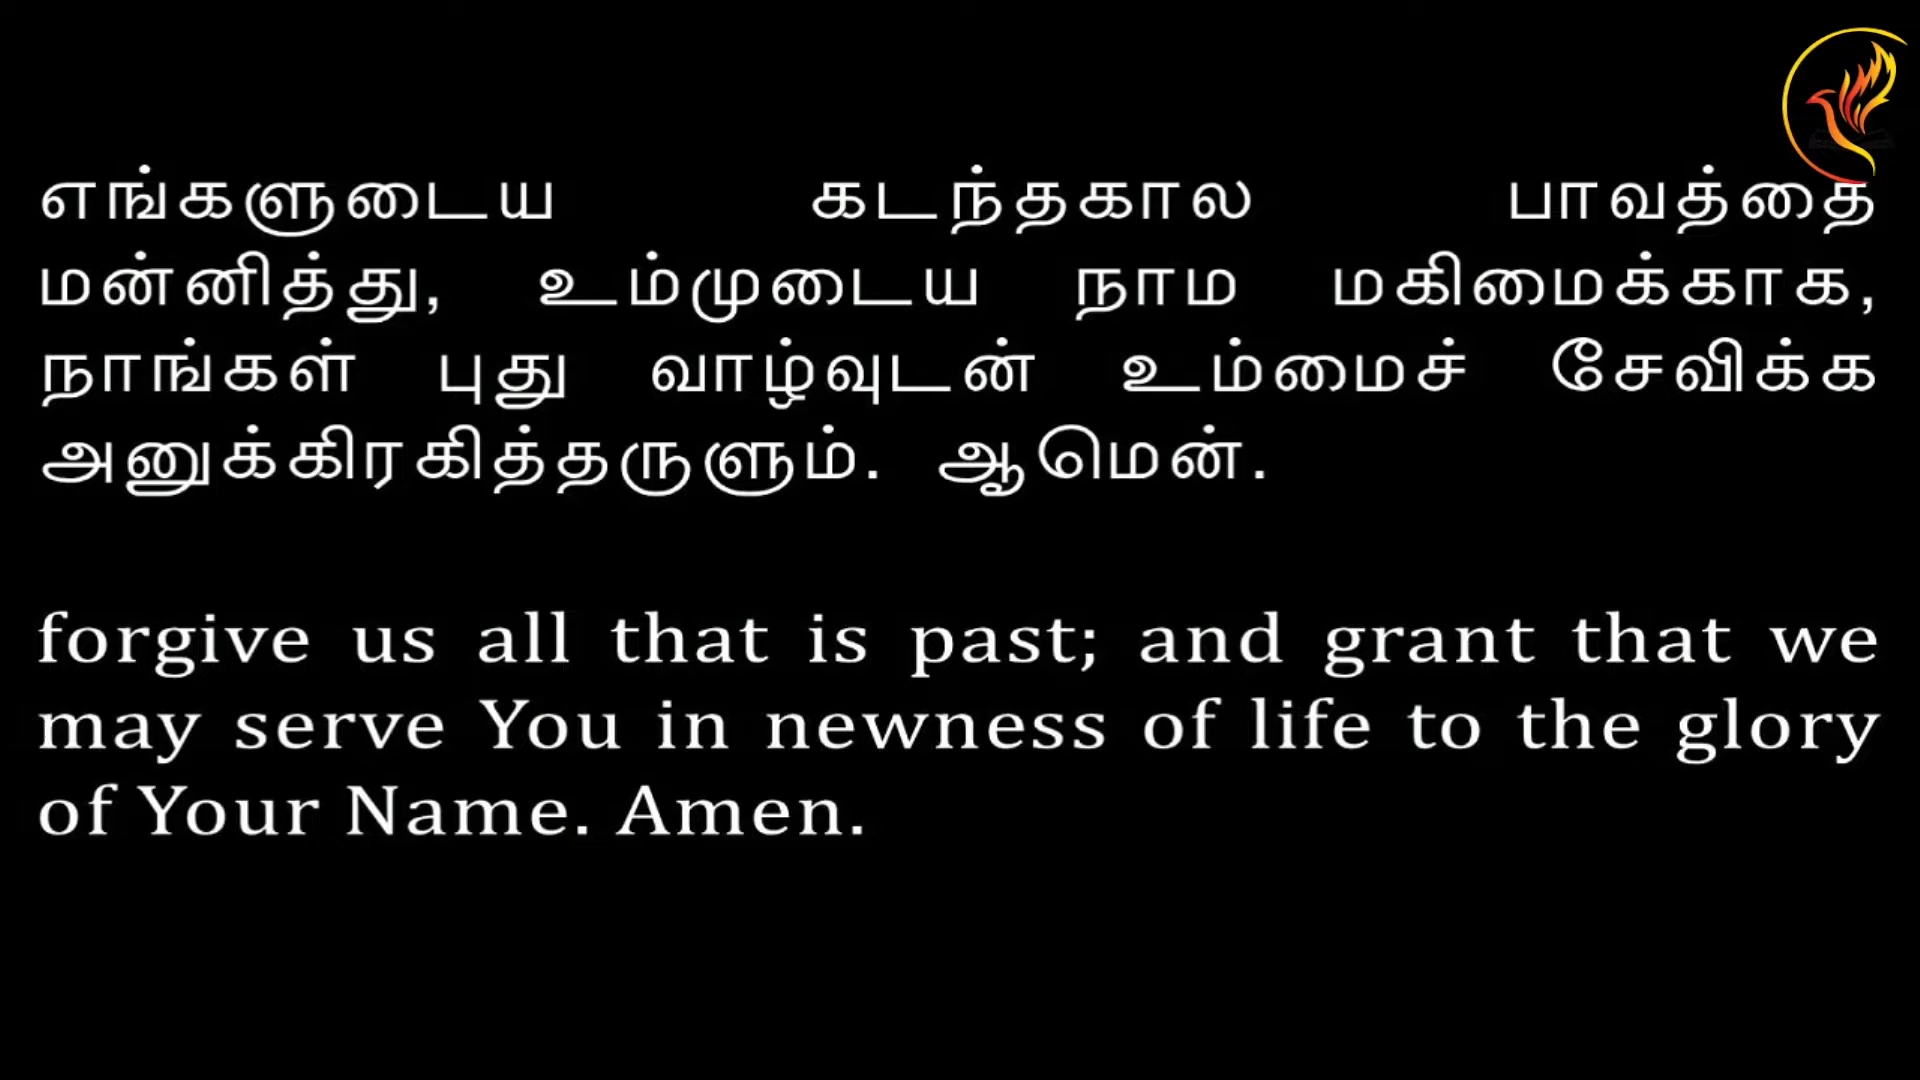 எங்களுடைய கடந்தகால பாவத்தை
மன்னித்து, உம்முடைய நாம மகிமைக்காக,
நாங்கள் புது வாழ்வுடன் உம்மைச் சேவிக்க
அனுக்கிரகித்தருளும். ஆமென்.
forgive us all that is past; and grant that we
may serve You in newness of life to the glory
of Your Name. Amen.